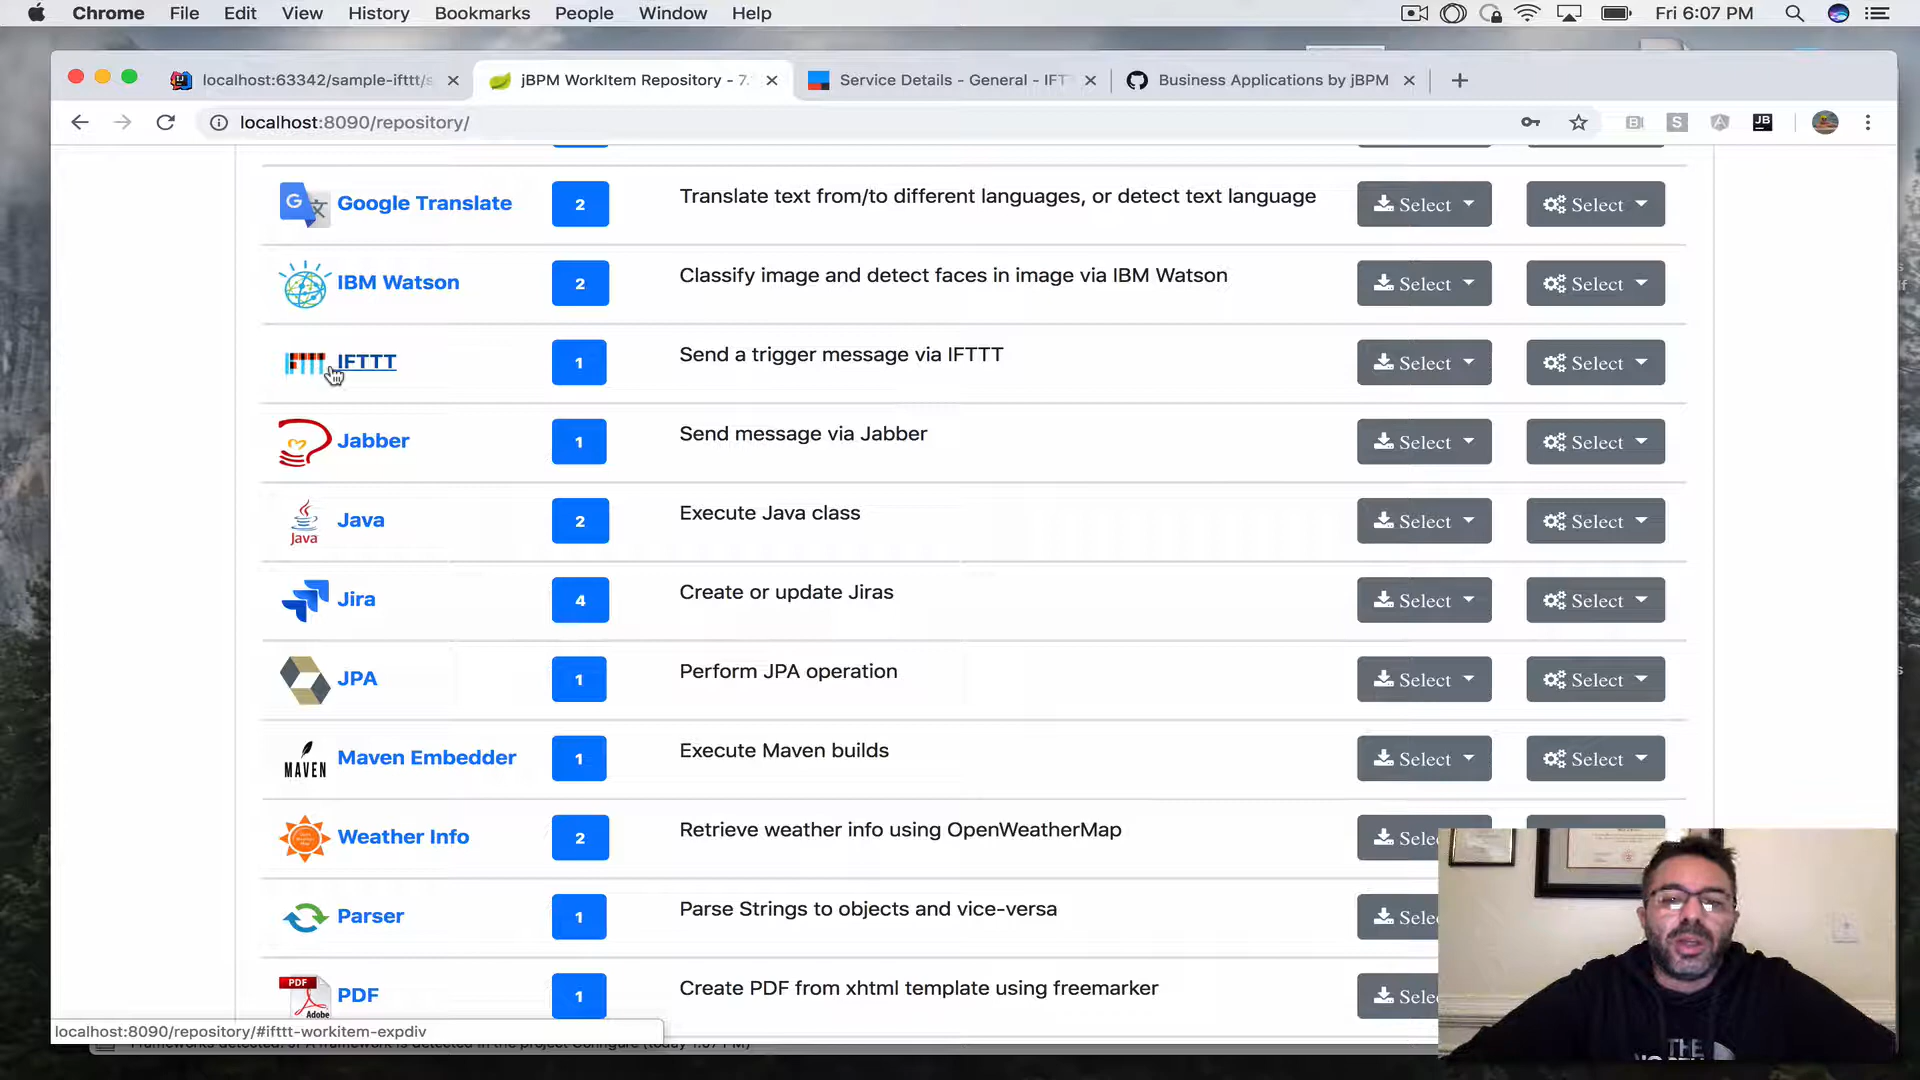 Chrome File Edit View History Bookmarks People Window Help Fri 6:07 PM
localhost:63342/sample-ifttt/s jBPM WorkItem Repository - 7. Service Details - General - IFT Business Applications by jBPM
localhost:8090/repository/
Google Translate 2 Translate text from/to different languages, or detect text language Select Select
IBM Watson 2 Classify image and detect faces in image via IBM Watson Select Select
IFTTT IFTTT 1 Send a trigger message via IFTTT Select Select
Jabber 1 Send message via Jabber Select Select
Java Java 2 Execute Java class Select Select
Jira 4 Create or update Jiras Select Select
JPA 1 Perform JPA operation Select Select
MAVEN Maven Embedder 1 Execute Maven builds Select Select
Weather Info 2 Retrieve weather info using OpenWeatherMap Sele
Parser 1 Parse Strings to objects and vice-versa Sele
PDF Adobe PDF 1 Create PDF from xhtml template using freemarker Sele
localhost:8090/repository/#ifttt-workitem-expdiv
THE